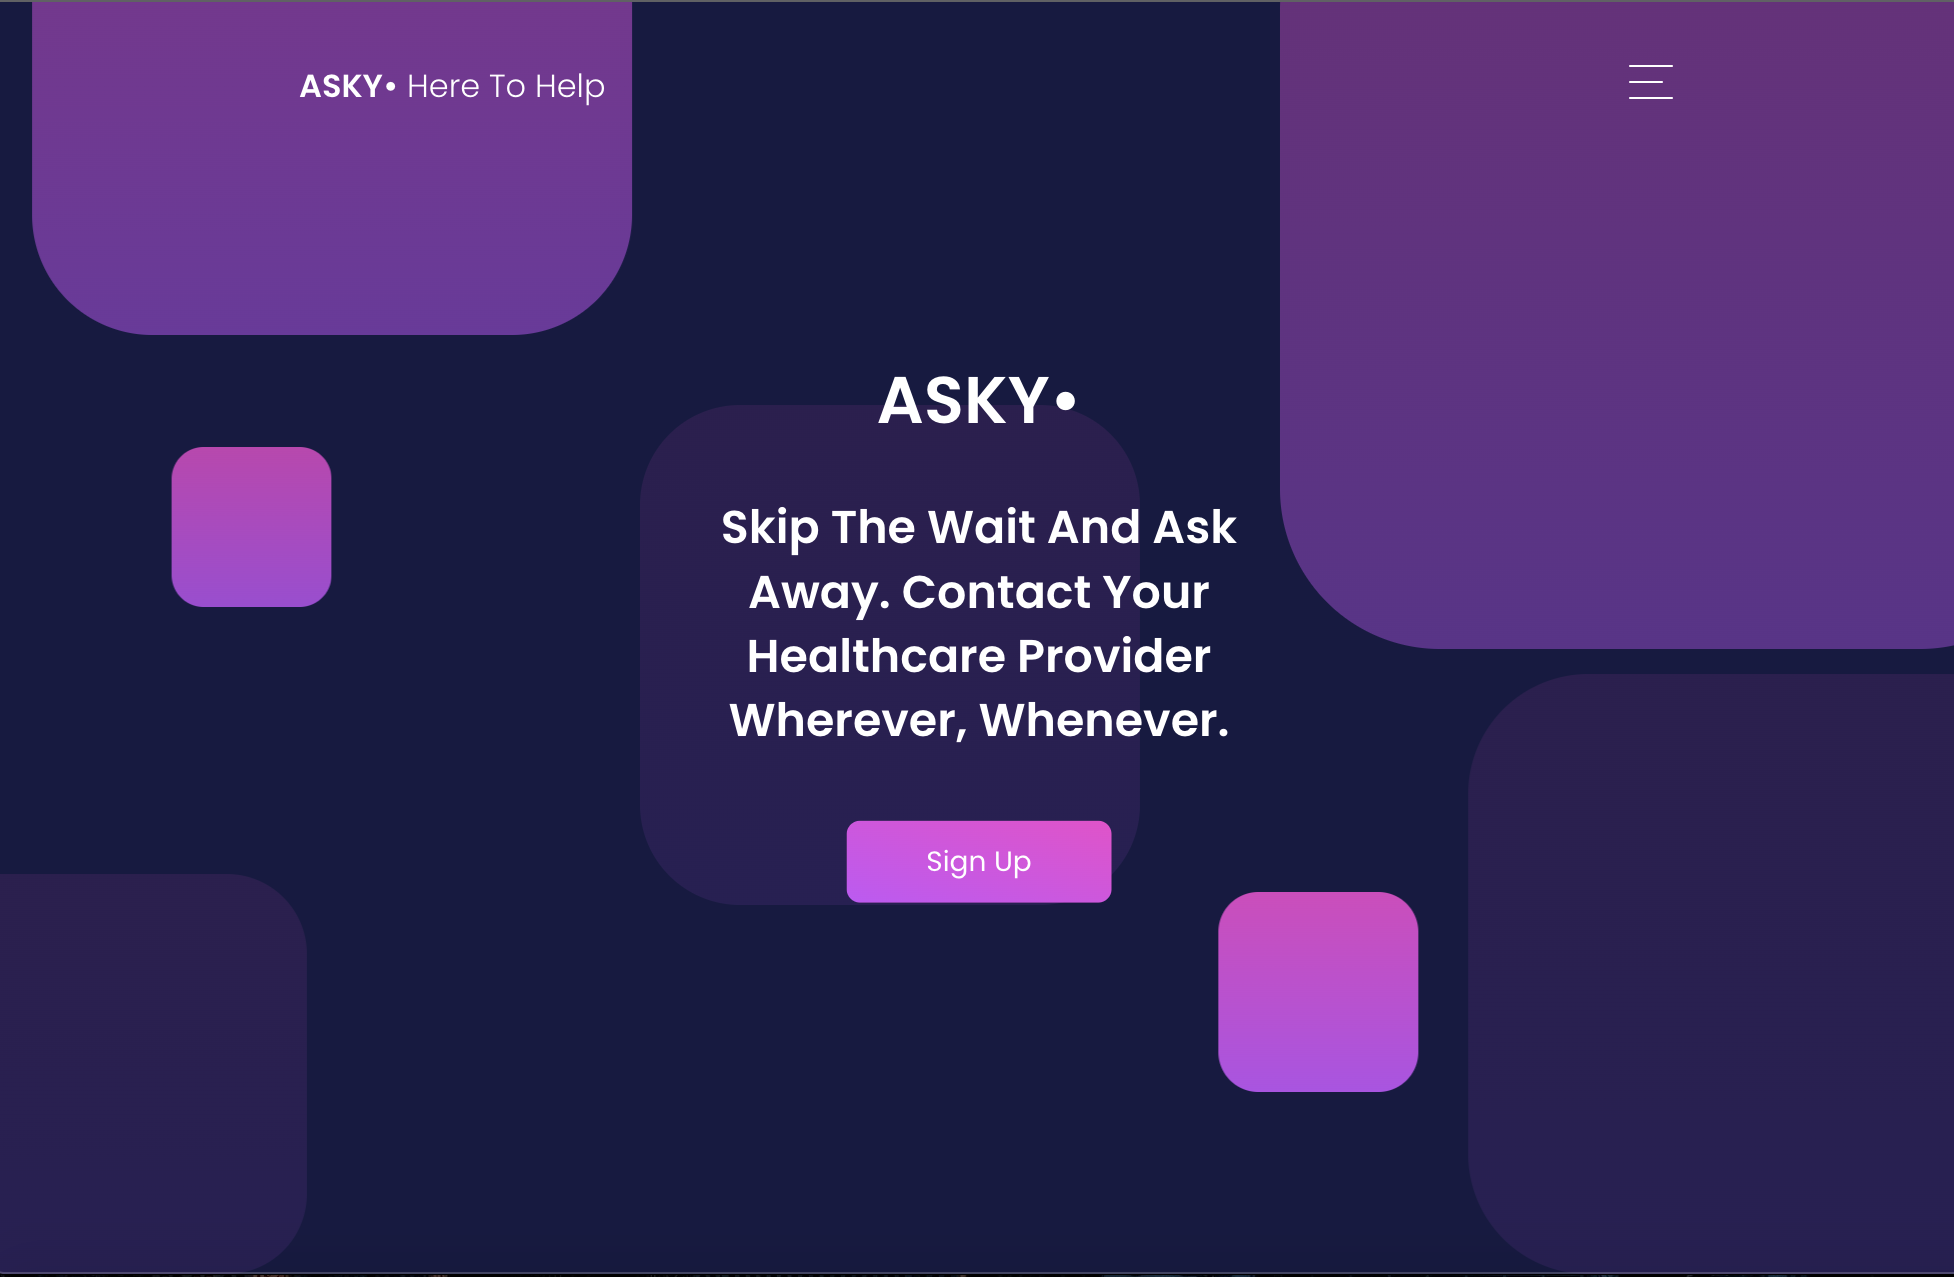 ASKY• Here To Help
ASKY•
Skip The Wait And Ask
Away. Contact Your
Healthcare Provider
Wherever, Whenever.
Sign Up